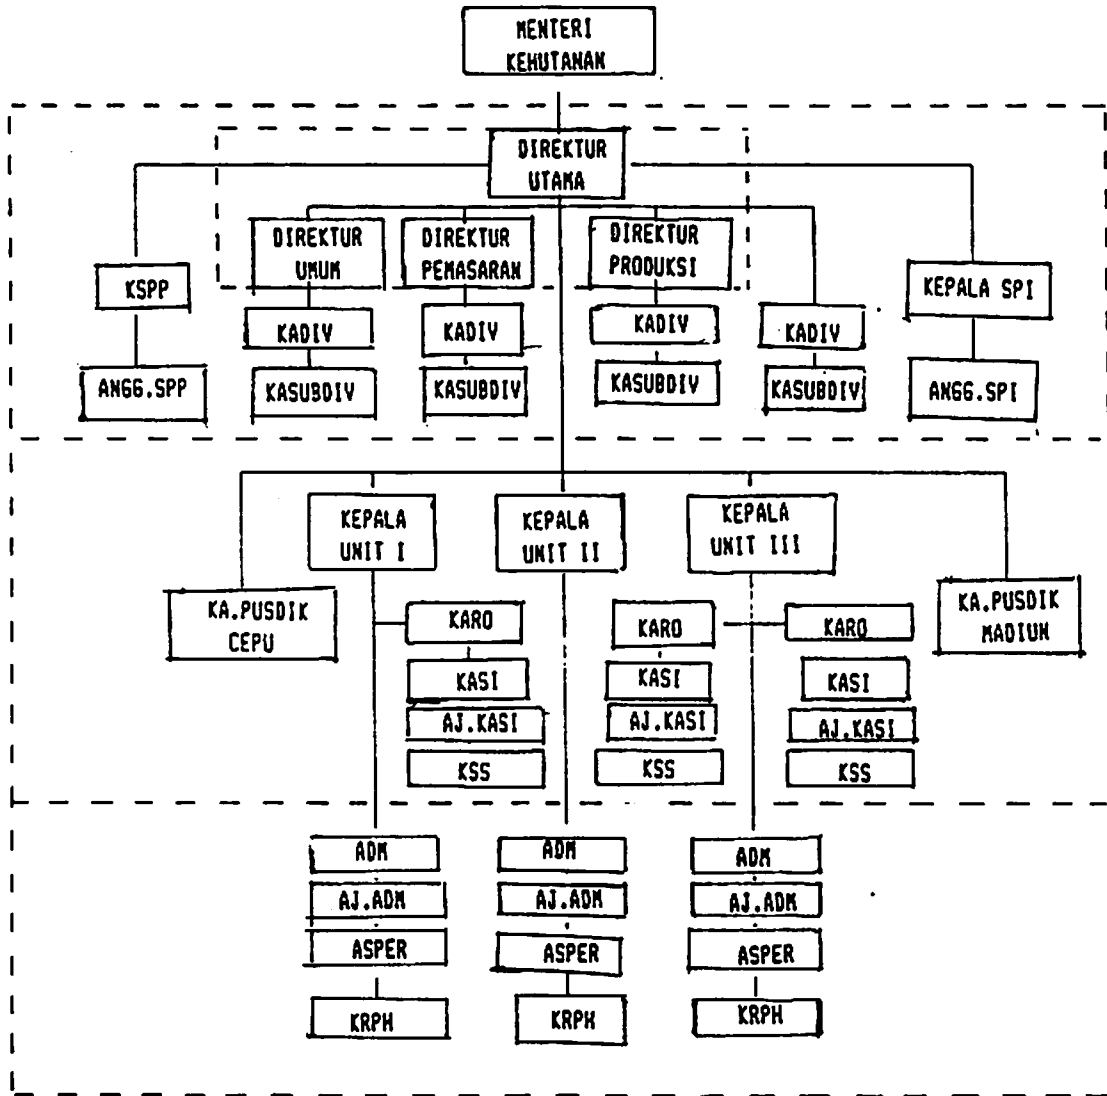 MENTERI
KEHUTANAN
DIREKTUR
UTAMA
DIREKTUR
UMUM
DIREKTUR
PEMASARAN
DIREKTUR
PRODUKSI
KSPP
KEPALA SPI
KADIV
KADIV
KADIV
KADIV
ANGG.SPP
KASUBDIV
KASUBDIV
KASUBDIV
KASUBDIV
ANGG.SPI
KEPALA
UNIT I
KEPALA
UNIT II
KEPALA
UNIT III
KA.PUSDIK
CEPU
KA.PUSDIK
MADIUN
KARO
KARO
KARO
KASI
KASI
KASI
AJ.KASI
AJ.KASI
AJ.KASI
KSS
KSS
KSS
ADM
ADM
ADM
AJ.ADM
AJ.ADM
AJ.ADM
ASPER
ASPER
ASPER
KRPH
KRPH
KRPH